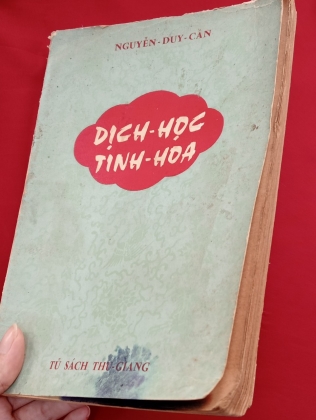 NGUYỄN-DUY-CẦN
DỊCH-HỌC
TINH-HOA
TỦ SÁCH THU-GIANG